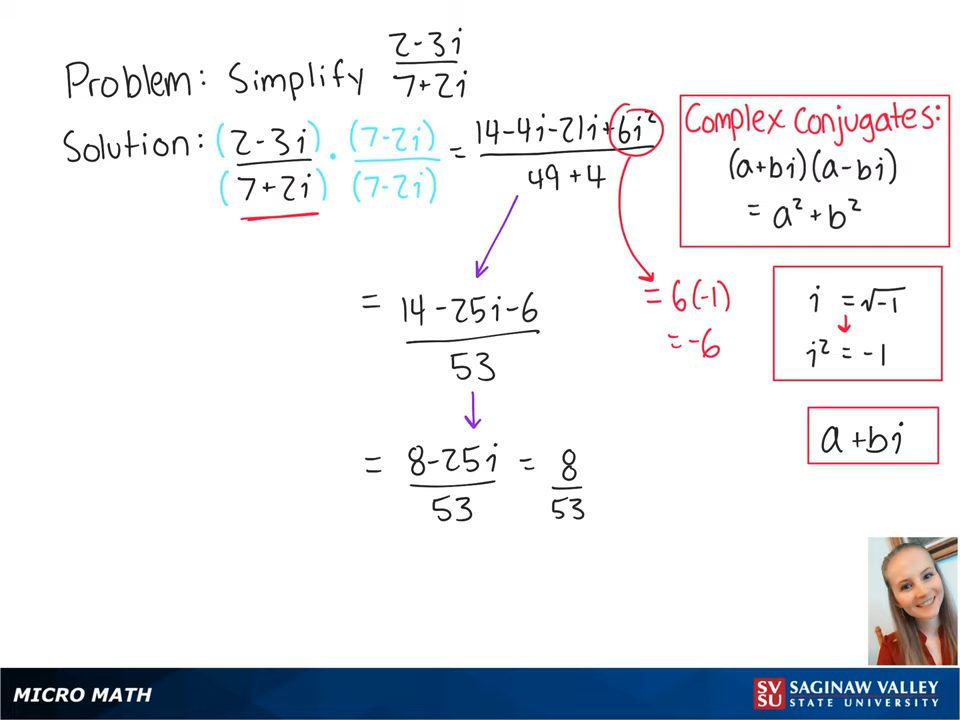 Problem: Simplify (2-3i)/(7+2i)
Solution: (2-3i)/(7+2i) · (7-2i)/(7-2i) = (14-4i-21i+6i²)/(49+4)
= (14-25i-6)/53
= (8-25i)/53 = 8/53
= 6(-1)
= -6
Complex Conjugates:
(a+bi)(a-bi)
= a²+b²
i = √-1
i² = -1
a+bi
MICRO MATH
SVSU SAGINAW VALLEY
STATE UNIVERSITY